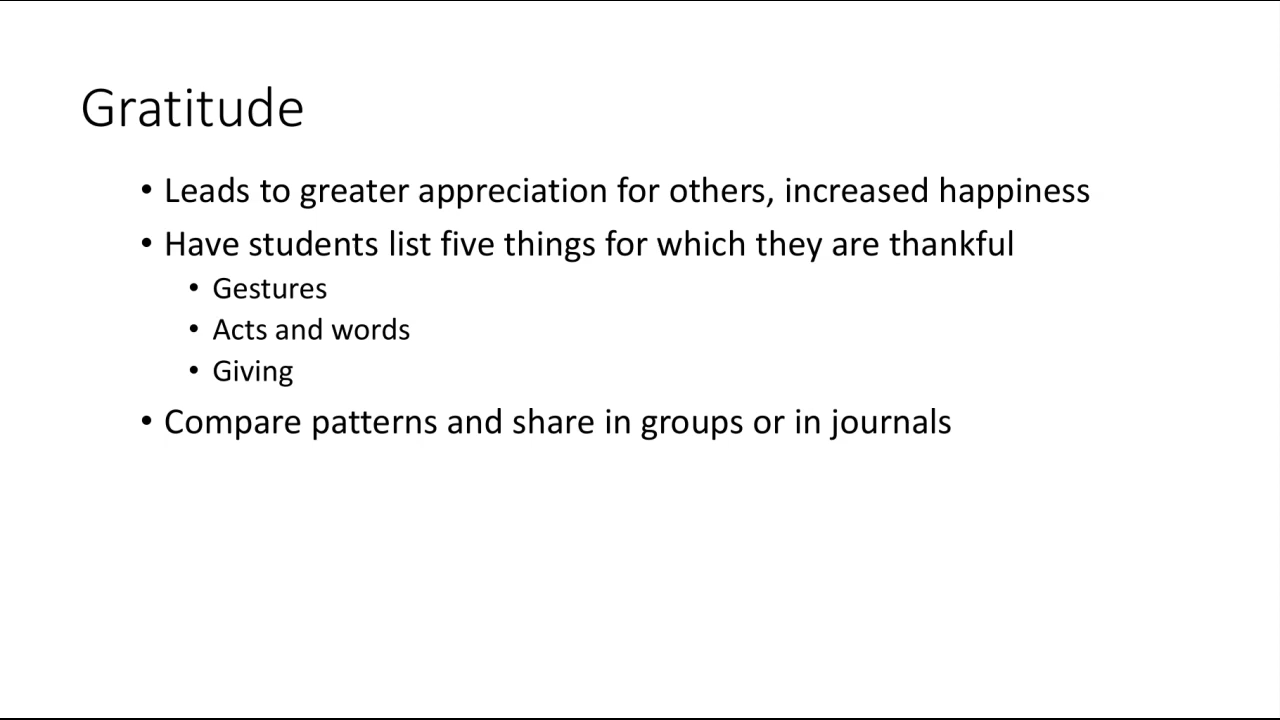 Gratitude
• Leads to greater appreciation for others, increased happiness
• Have students list five things for which they are thankful
• Gestures
• Acts and words
• Giving
• Compare patterns and share in groups or in journals